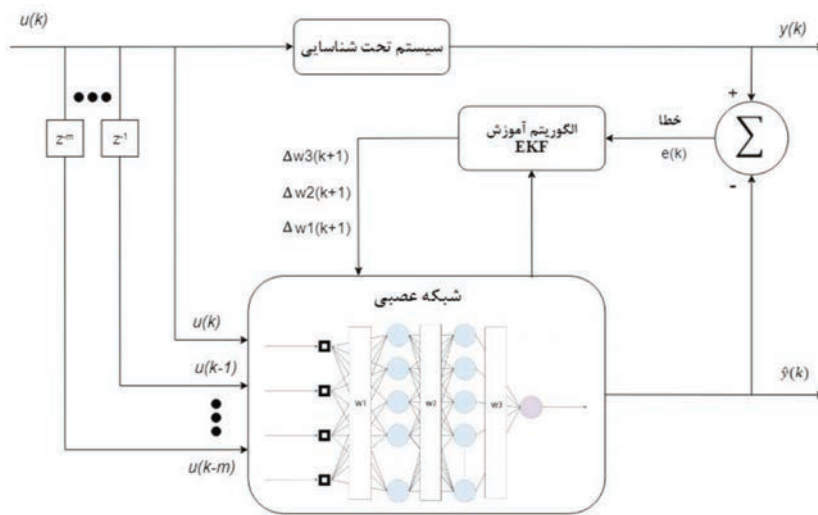 u(k)
سیستم تحت شناسایی
y(k)
+
z-m
z-1
الگوریتم آموزش
EKF
خطا
e(k)
∑
-
Δw3(k+1)
Δw2(k+1)
Δw1(k+1)
شبکه عصبی
u(k)
u(k-1)
u(k-m)
w1
w2
w3
ŷ(k)